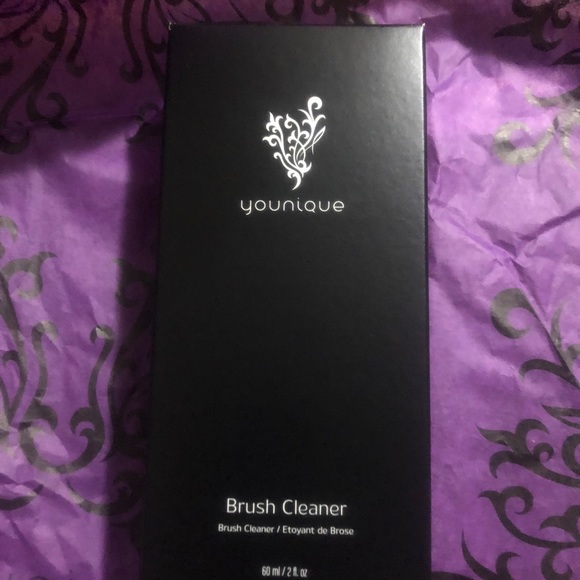 younique
Brush Cleaner
Brush Cleaner / Etoyant de Brose
60 ml / 2 fl. oz